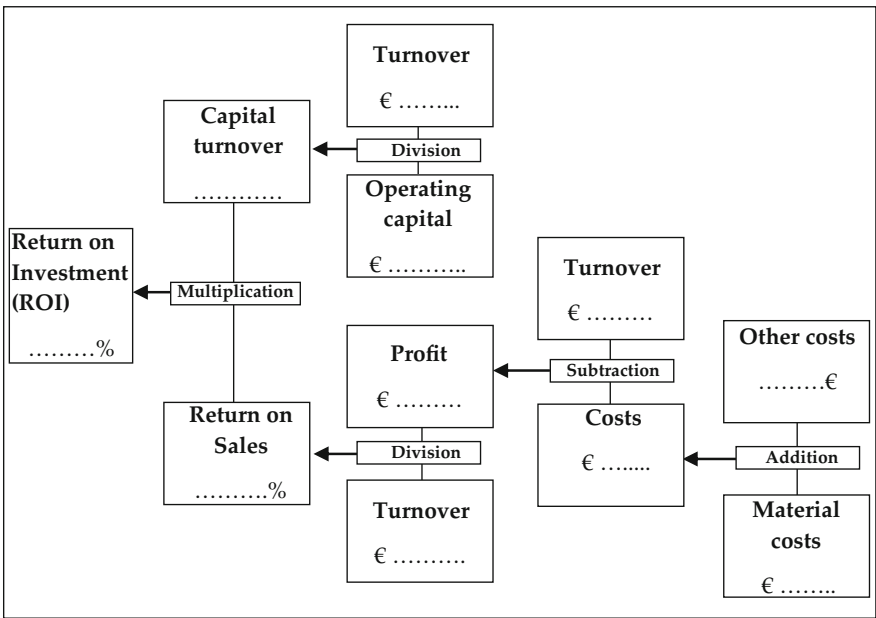 Turnover
€ ……...
Capital
turnover
…………
Division
Operating
capital
€ ………..
Return on
Investment
(ROI)
………%
Multiplication
Turnover
€ ………
Profit
€ ………
Subtraction
Other costs
………€
Return on
Sales
……….%
Division
Costs
€ ….....
Addition
Turnover
€ ……….
Material
costs
€ ……..